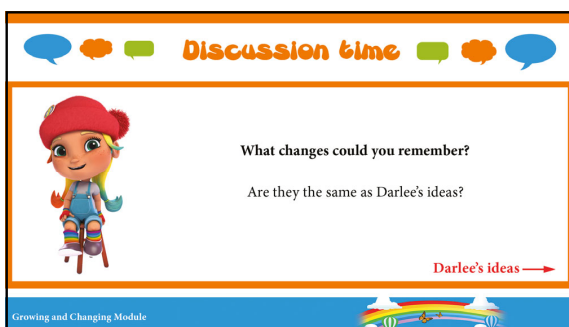 Discussion time
What changes could you remember?
Are they the same as Darlee's ideas?
Darlee's ideas
Growing and Changing Module